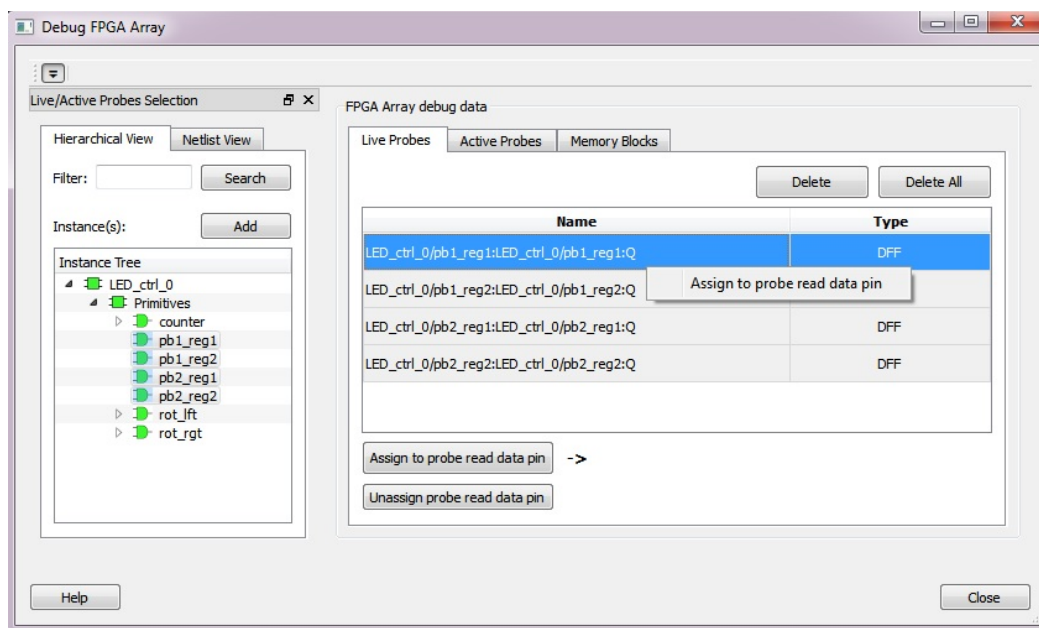 Debug FPGA Array
Live/Active Probes Selection
Hierarchical View Netlist View
Filter: Search
Instance(s): Add
Instance Tree
LED_ctrl_0
Primitives
counter
pb1_reg1
pb1_reg2
pb2_reg1
pb2_reg2
rot_lft
rot_rgt
FPGA Array debug data
Live Probes Active Probes Memory Blocks
Delete Delete All
Name Type
LED_ctrl_0/pb1_reg1:LED_ctrl_0/pb1_reg1:Q DFF
Assign to probe read data pin
LED_ctrl_0/pb1_reg2:LED_ctrl_0/pb1_reg2:Q
LED_ctrl_0/pb2_reg1:LED_ctrl_0/pb2_reg1:Q DFF
LED_ctrl_0/pb2_reg2:LED_ctrl_0/pb2_reg2:Q DFF
Assign to probe read data pin ->
Unassign probe read data pin
Help Close